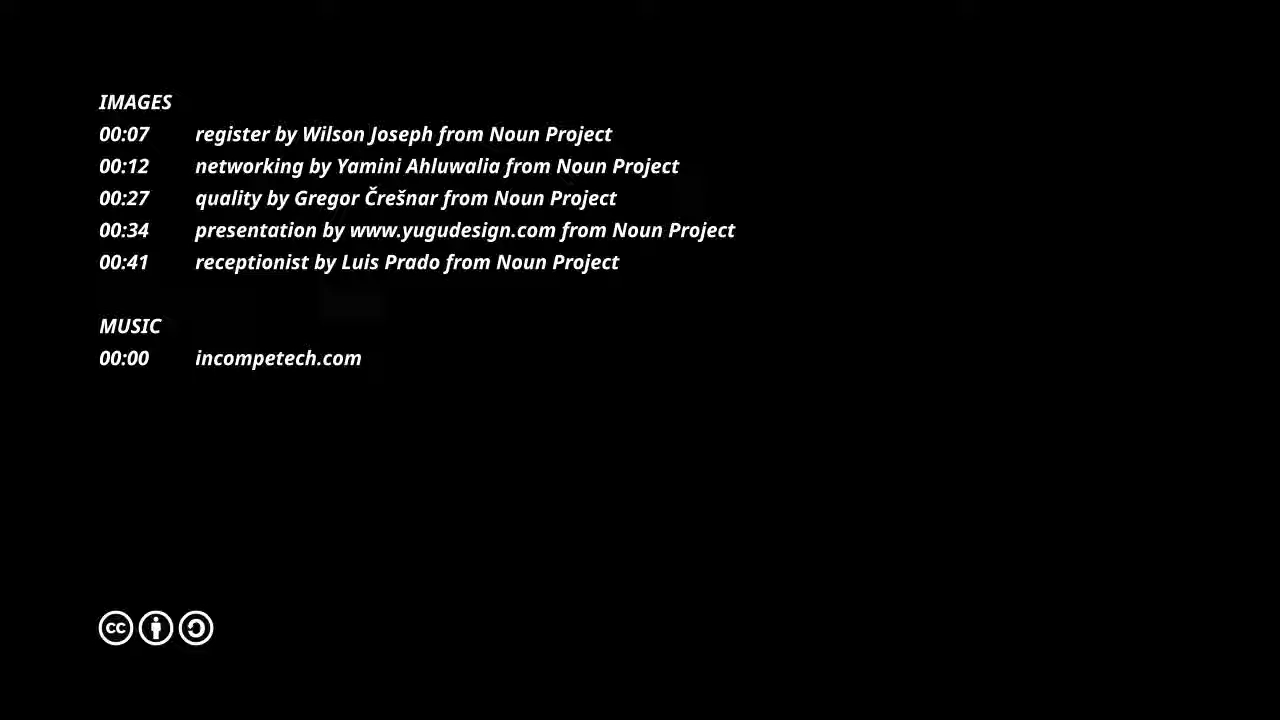 IMAGES
00:07 register by Wilson Joseph from Noun Project
00:12 networking by Yamini Ahluwalia from Noun Project
00:27 quality by Gregor Črešnar from Noun Project
00:34 presentation by www.yugudesign.com from Noun Project
00:41 receptionist by Luis Prado from Noun Project
MUSIC
00:00 incompetech.com
cc